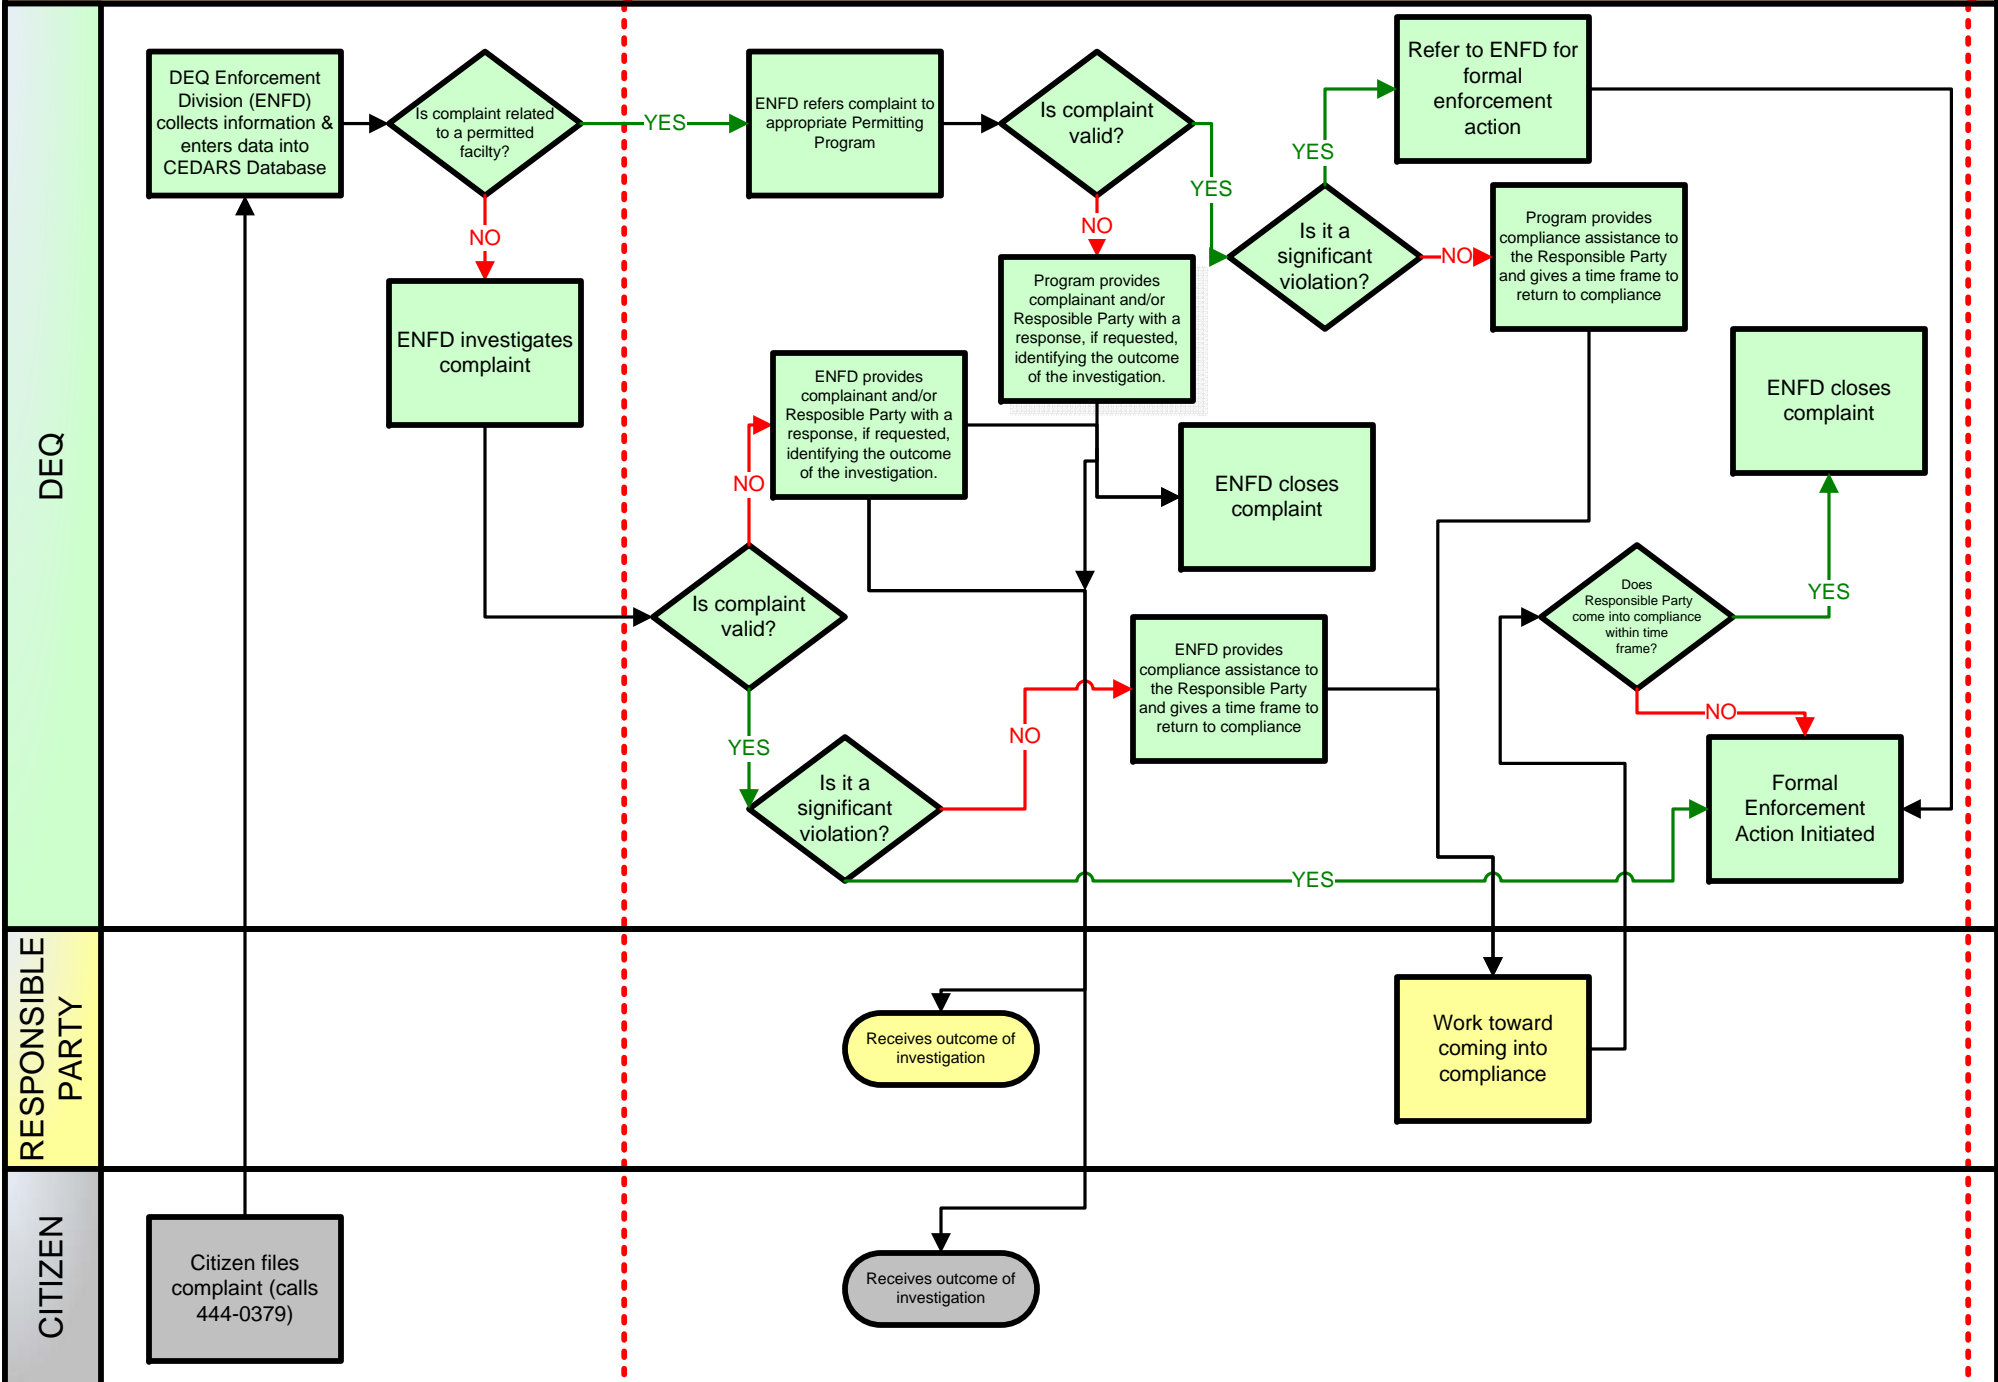 DEQ
DEQ Enforcement
Division (ENFD)
collects information &
enters data into
CEDARS Database
Is complaint related
to a permitted
facilty?
YES
NO
ENFD investigates
complaint
ENFD refers complaint to
appropriate Permitting
Program
Is complaint
valid?
YES
NO
Program provides
complainant and/or
Resposible Party with a
response, if requested,
identifying the outcome
of the investigation.
Is it a
significant
violation?
YES
Refer to ENFD for
formal
enforcement
action
NO
Program provides
compliance assistance to
the Responsible Party
and gives a time frame to
return to compliance
ENFD provides
complainant and/or
Resposible Party with a
response, if requested,
identifying the outcome
of the investigation.
NO
ENFD closes
complaint
ENFD closes
complaint
Is complaint
valid?
YES
Is it a
significant
violation?
NO
YES
ENFD provides
compliance assistance to
the Responsible Party
and gives a time frame to
return to compliance
Does
Responsible Party
come into compliance
within time
frame?
YES
NO
Formal
Enforcement
Action Initiated
RESPONSIBLE
PARTY
Receives outcome of
investigation
Work toward
coming into
compliance
CITIZEN
Citizen files
complaint (calls
444-0379)
Receives outcome of
investigation